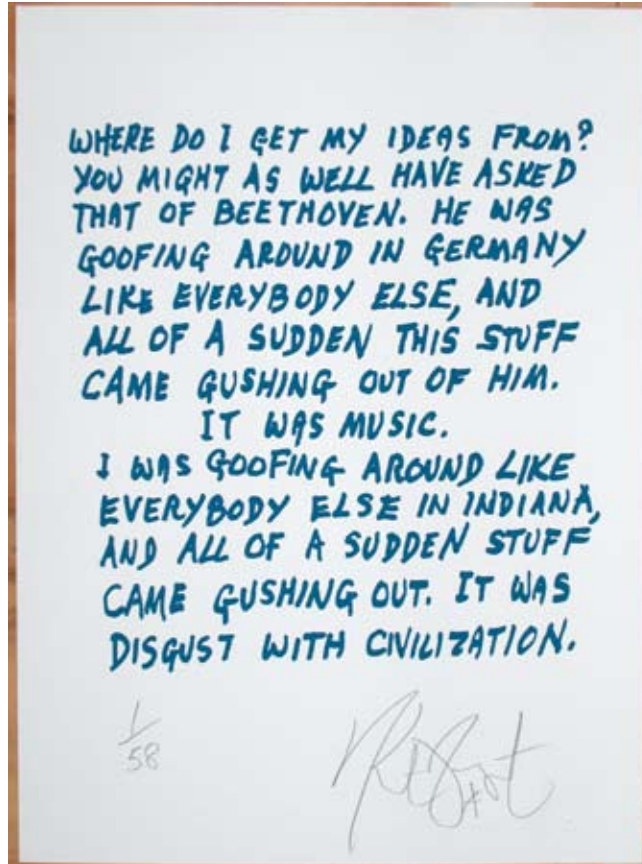 WHERE DO I GET MY IDEAS FROM?
YOU MIGHT AS WELL HAVE ASKED
THAT OF BEETHOVEN. HE WAS
GOOFING AROUND IN GERMANY
LIKE EVERYBODY ELSE, AND
ALL OF A SUDDEN THIS STUFF
CAME GUSHING OUT OF HIM.
IT WAS MUSIC.
I WAS GOOFING AROUND LIKE
EVERYBODY ELSE IN INDIANA,
AND ALL OF A SUDDEN STUFF
CAME GUSHING OUT. IT WAS
DISGUST WITH CIVILIZATION.
1/58